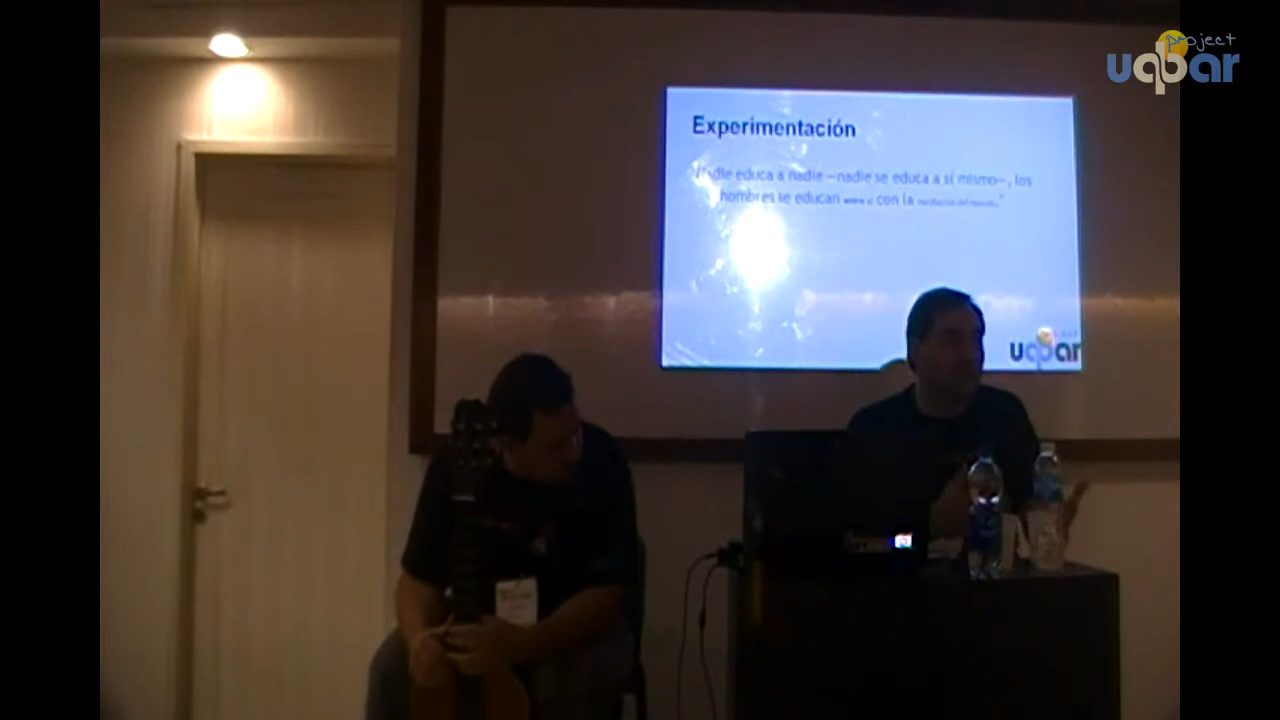 project
uqbar
Experimentación
"Nadie educa a nadie —nadie se educa a sí mismo—, los
hombres se educan entre sí con la mediación del mundo."
uqbar